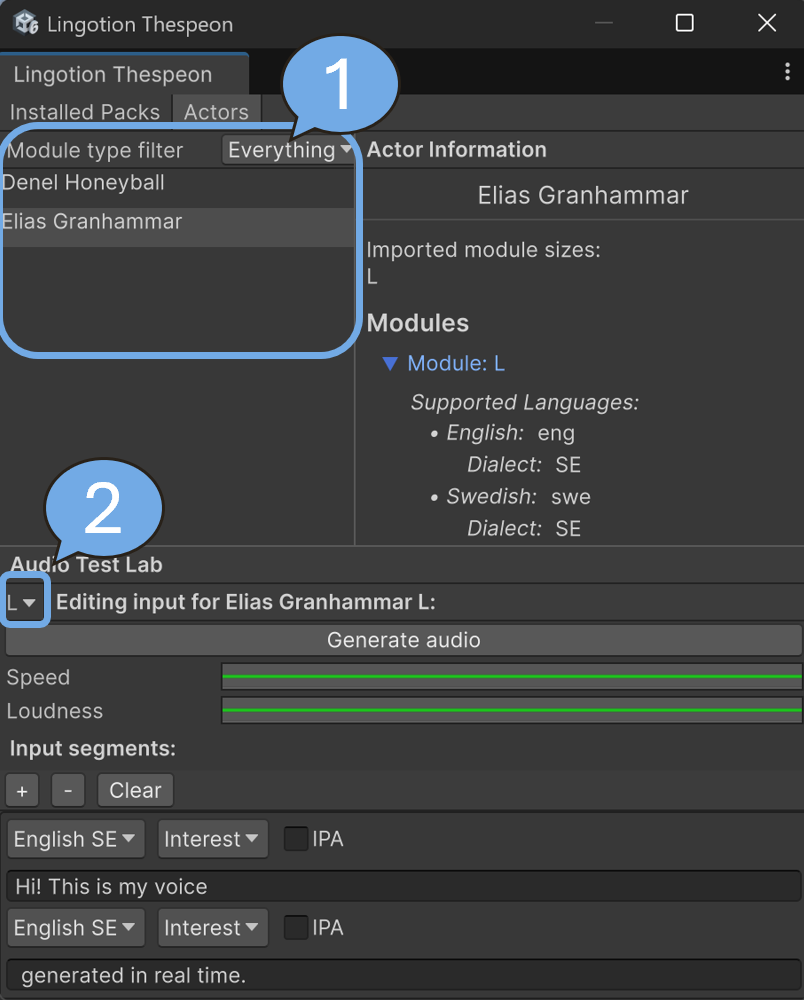 Lingotion Thespeon
Lingotion Thespeon
Installed Packs Actors
1
Module type filter Everything
Denel Honeyball
Elias Granhammar
Actor Information
Elias Granhammar
Imported module sizes:
L
Modules
Module: L
Supported Languages:
• English: eng
Dialect: SE
• Swedish: swe
Dialect: SE
2
Audio Test Lab
L Editing input for Elias Granhammar L:
Generate audio
Speed
Loudness
Input segments:
+ - Clear
English SE Interest IPA
Hi! This is my voice
English SE Interest IPA
generated in real time.